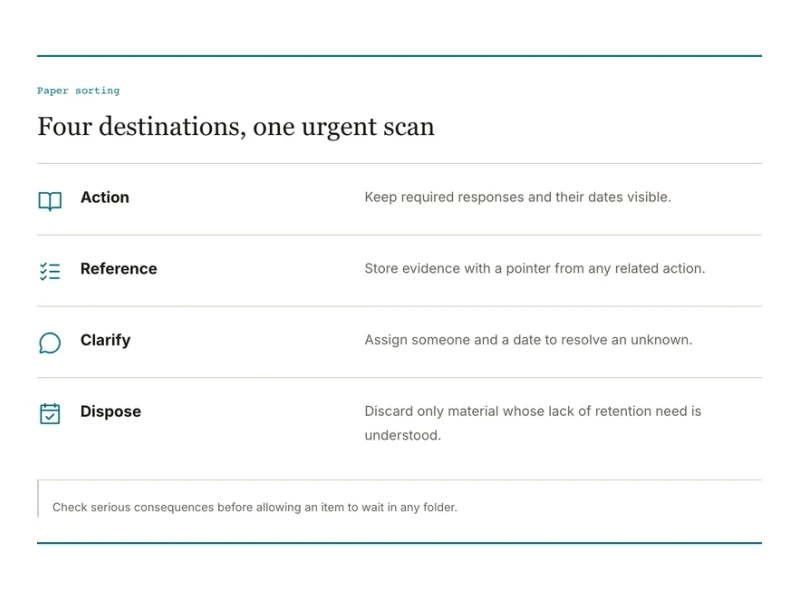 Paper sorting
Four destinations, one urgent scan
Action
Keep required responses and their dates visible.
Reference
Store evidence with a pointer from any related action.
Clarify
Assign someone and a date to resolve an unknown.
Dispose
Discard only material whose lack of retention need is
understood.
Check serious consequences before allowing an item to wait in any folder.